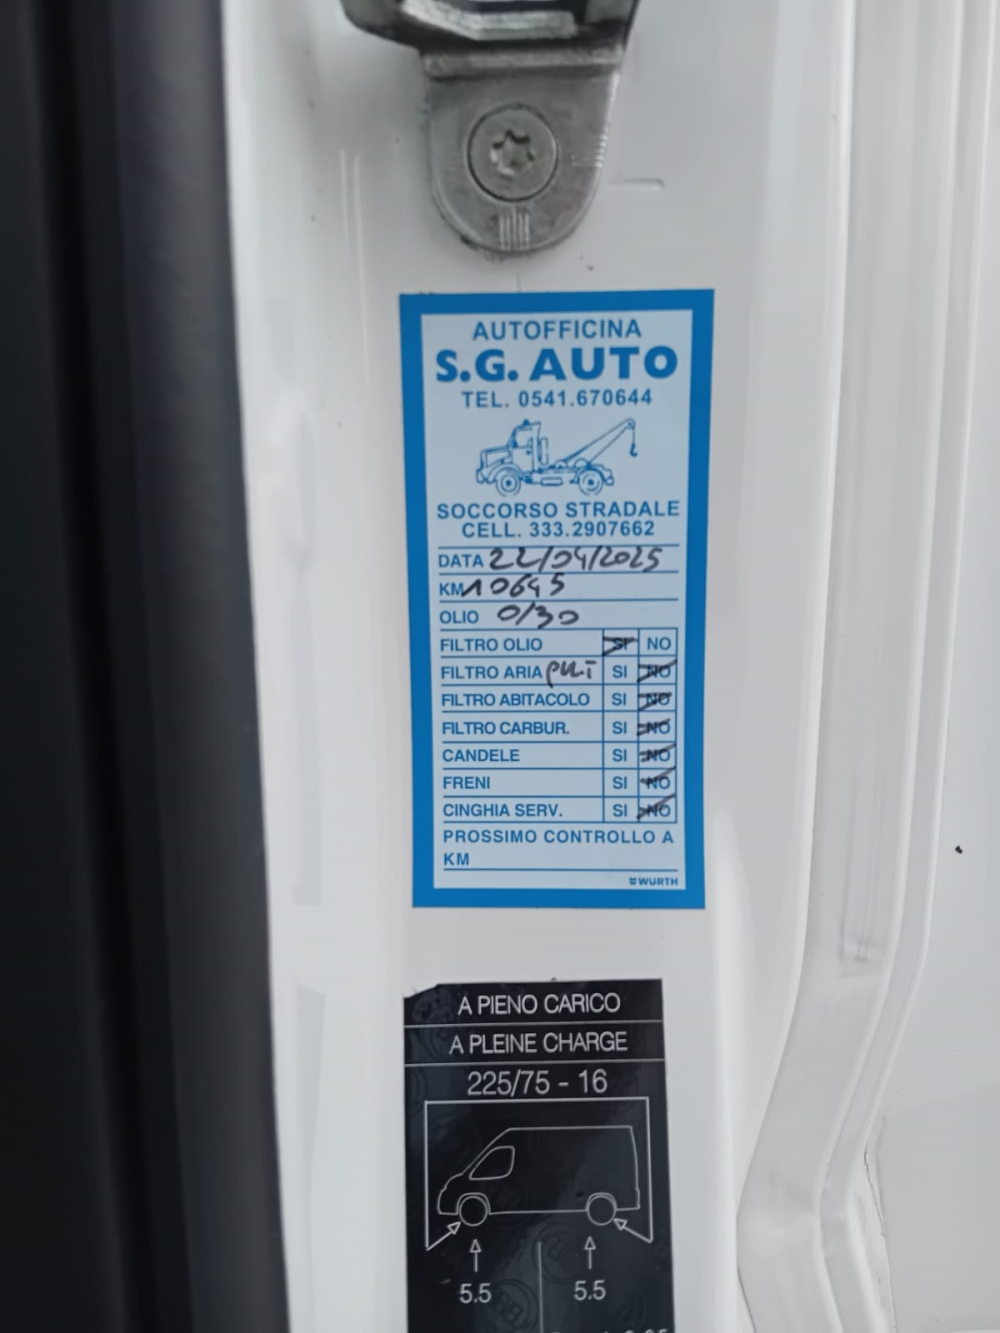 AUTOFFICINA
S.G. AUTO
TEL. 0541.670644
SOCCORSO STRADALE
CELL. 333.2907662
DATA 22/04/2025
KM 10645
OLIO 0/30
FILTRO OLIO SI NO
FILTRO ARIA PULT SI NO
FILTRO ABITACOLO SI NO
FILTRO CARBUR. SI NO
CANDELE SI NO
FRENI SI NO
CINGHIA SERV. SI NO
PROSSIMO CONTROLLO A
KM
WÜRTH
A PIENO CARICO
A PLEINE CHARGE
225/75 - 16
5.5 5.5